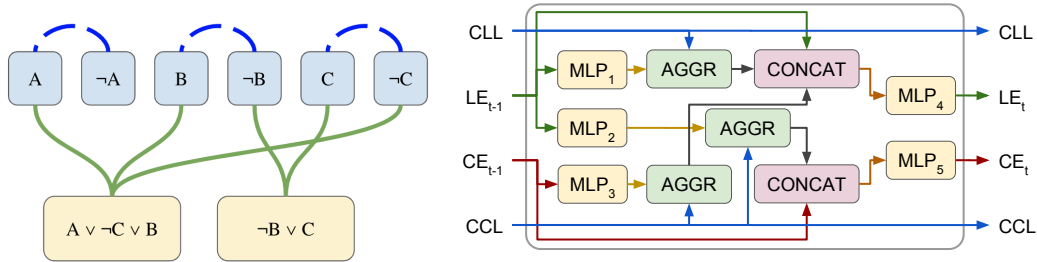 A ¬A B ¬B C ¬C
A ∨ ¬C ∨ B
¬B ∨ C
CLL
CLL
MLP₁
AGGR
CONCAT
LEₜ₋₁
MLP₄
LEₜ
MLP₂
AGGR
CEₜ₋₁
MLP₃
AGGR
CONCAT
MLP₅
CEₜ
CCL
CCL